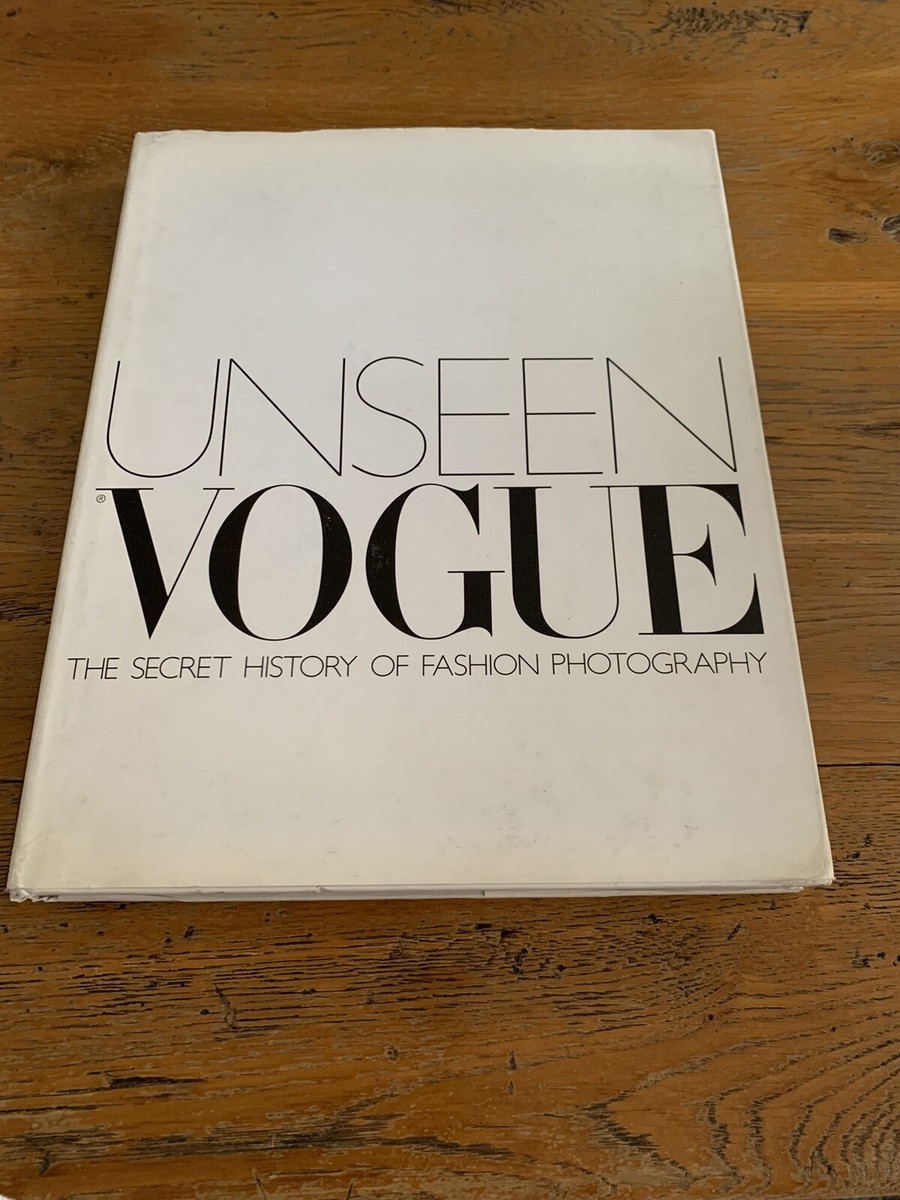 UNSEEN
®VOGUE
THE SECRET HISTORY OF FASHION PHOTOGRAPHY